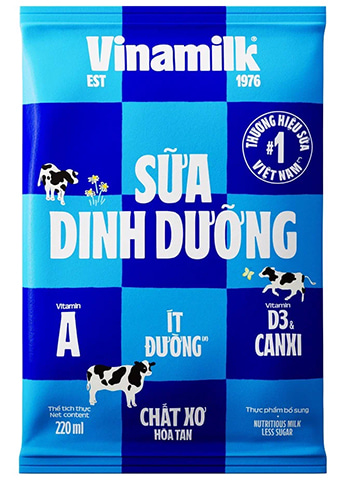 Vinamilk®
EST 1976
THƯƠNG HIỆU SỮA
#1
VIỆT NAM
SỮA
DINH DƯỠNG
Vitamin
A
ÍT
ĐƯỜNG
Vitamin
D3 &
CANXI
Thể tích thực
Net content
220 ml
CHẤT XƠ
HÒA TAN
Thực phẩm bổ sung
NUTRITIOUS MILK
LESS SUGAR